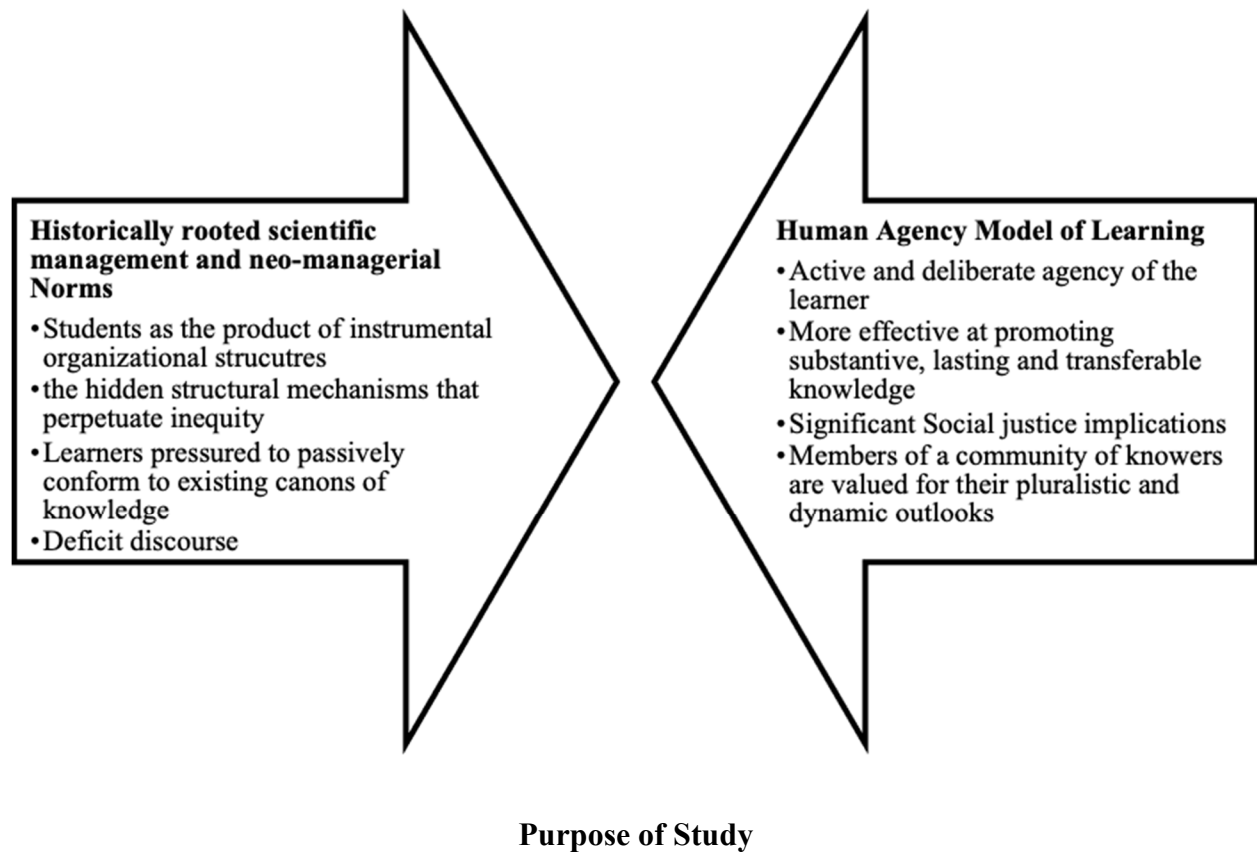 Historically rooted scientific
management and neo-managerial
Norms
•Students as the product of instrumental
organizational strucutres
•the hidden structural mechanisms that
perpetuate inequity
•Learners pressured to passively
conform to existing canons of
knowledge
•Deficit discourse
Human Agency Model of Learning
•Active and deliberate agency of the
learner
•More effective at promoting
substantive, lasting and transferable
knowledge
•Significant Social justice implications
•Members of a community of knowers
are valued for their pluralistic and
dynamic outlooks
Purpose of Study